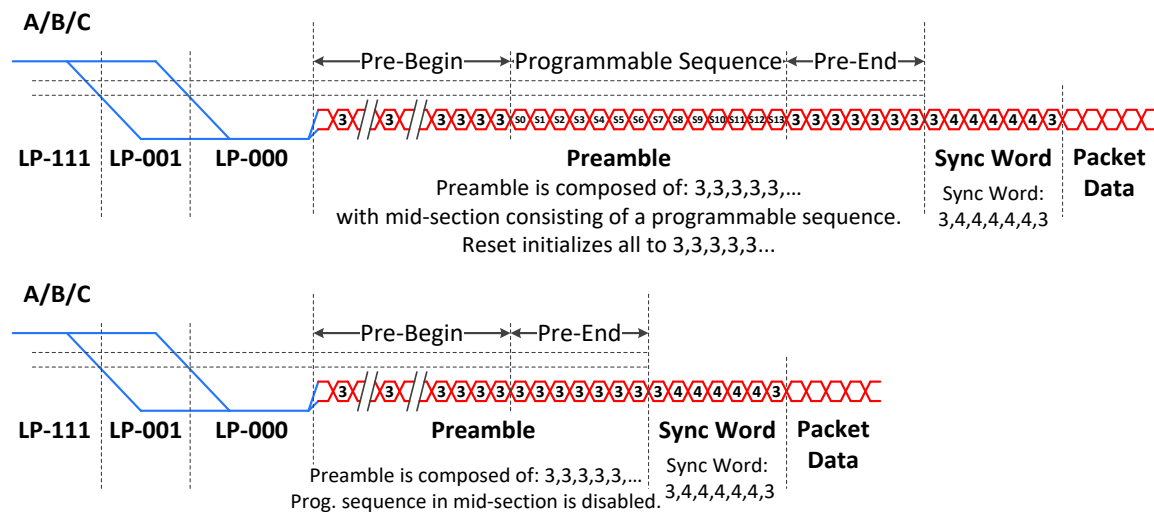 A/B/C
Pre-Begin Programmable Sequence Pre-End
3 3 3 3 3 3 S0 S1 S2 S3 S4 S5 S6 S7 S8 S9 S10 S11 S12 S13 3 3 3 3 3 3 3 3 4 4 4 4 4 3
LP-111 LP-001 LP-000 Preamble Sync Word Packet
Data
Preamble is composed of: 3,3,3,3,3,...
with mid-section consisting of a programmable sequence.
Reset initializes all to 3,3,3,3,3...
Sync Word:
3,4,4,4,4,4,3
A/B/C
Pre-Begin Pre-End
3 3 3 3 3 3 3 3 3 3 3 3 3 3 4 4 4 4 4 3
LP-111 LP-001 LP-000 Preamble Sync Word Packet
Data
Preamble is composed of: 3,3,3,3,3,...
Prog. sequence in mid-section is disabled.
Sync Word:
3,4,4,4,4,4,3